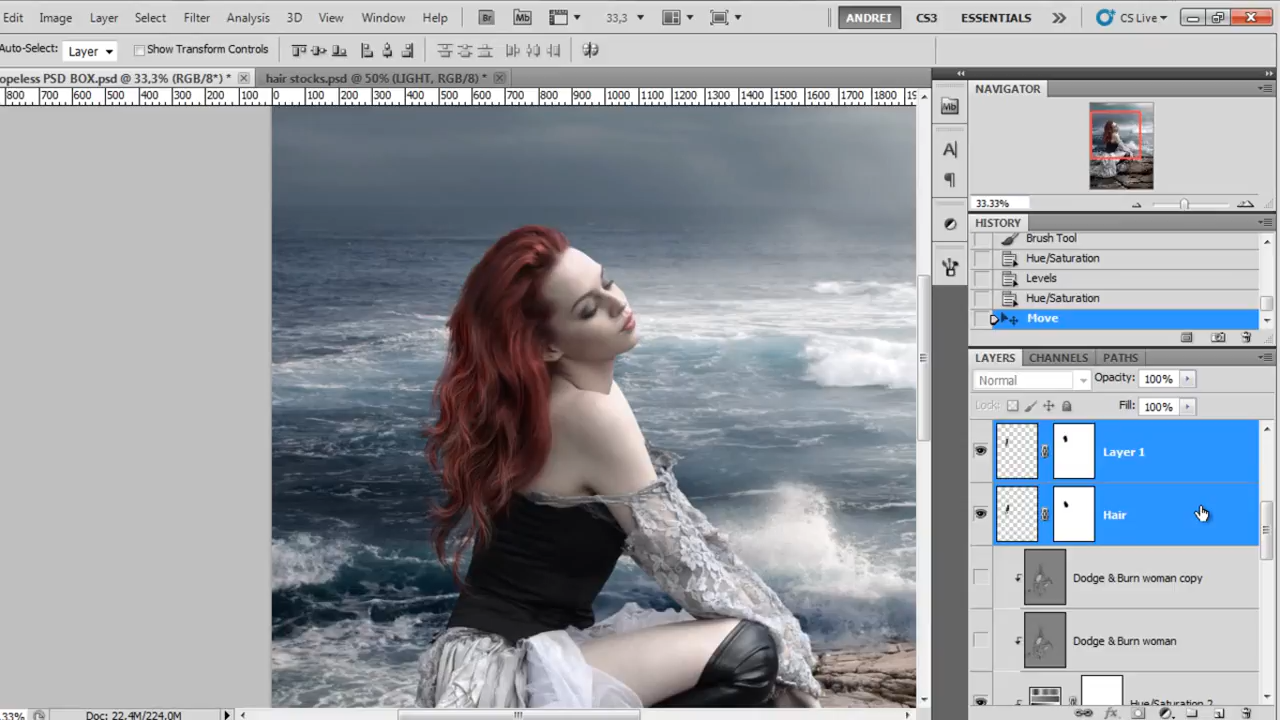 Edit Image Layer Select Filter Analysis 3D View Window Help Br Mb 33,3 ANDREI CS3 ESSENTIALS CS Live
Auto-Select: Layer Show Transform Controls
opeless PSD BOX.psd @ 33,3% (RGB/8*) * hair stocks.psd @ 50% (LIGHT, RGB/8) *
800 700 600 500 400 300 200 100 0 100 200 300 400 500 600 700 800 900 1000 1100 1200 1300 1400 1500 1600 1700 1800 19
NAVIGATOR
Mb
33.33%
HISTORY
Brush Tool
Hue/Saturation
Levels
Hue/Saturation
Move
LAYERS CHANNELS PATHS
Normal Opacity: 100%
Lock: Fill: 100%
Layer 1
Hair
Dodge & Burn woman copy
Dodge & Burn woman
Hue/Saturation 2
.33% Doc: 22.4M/224.0M
fx